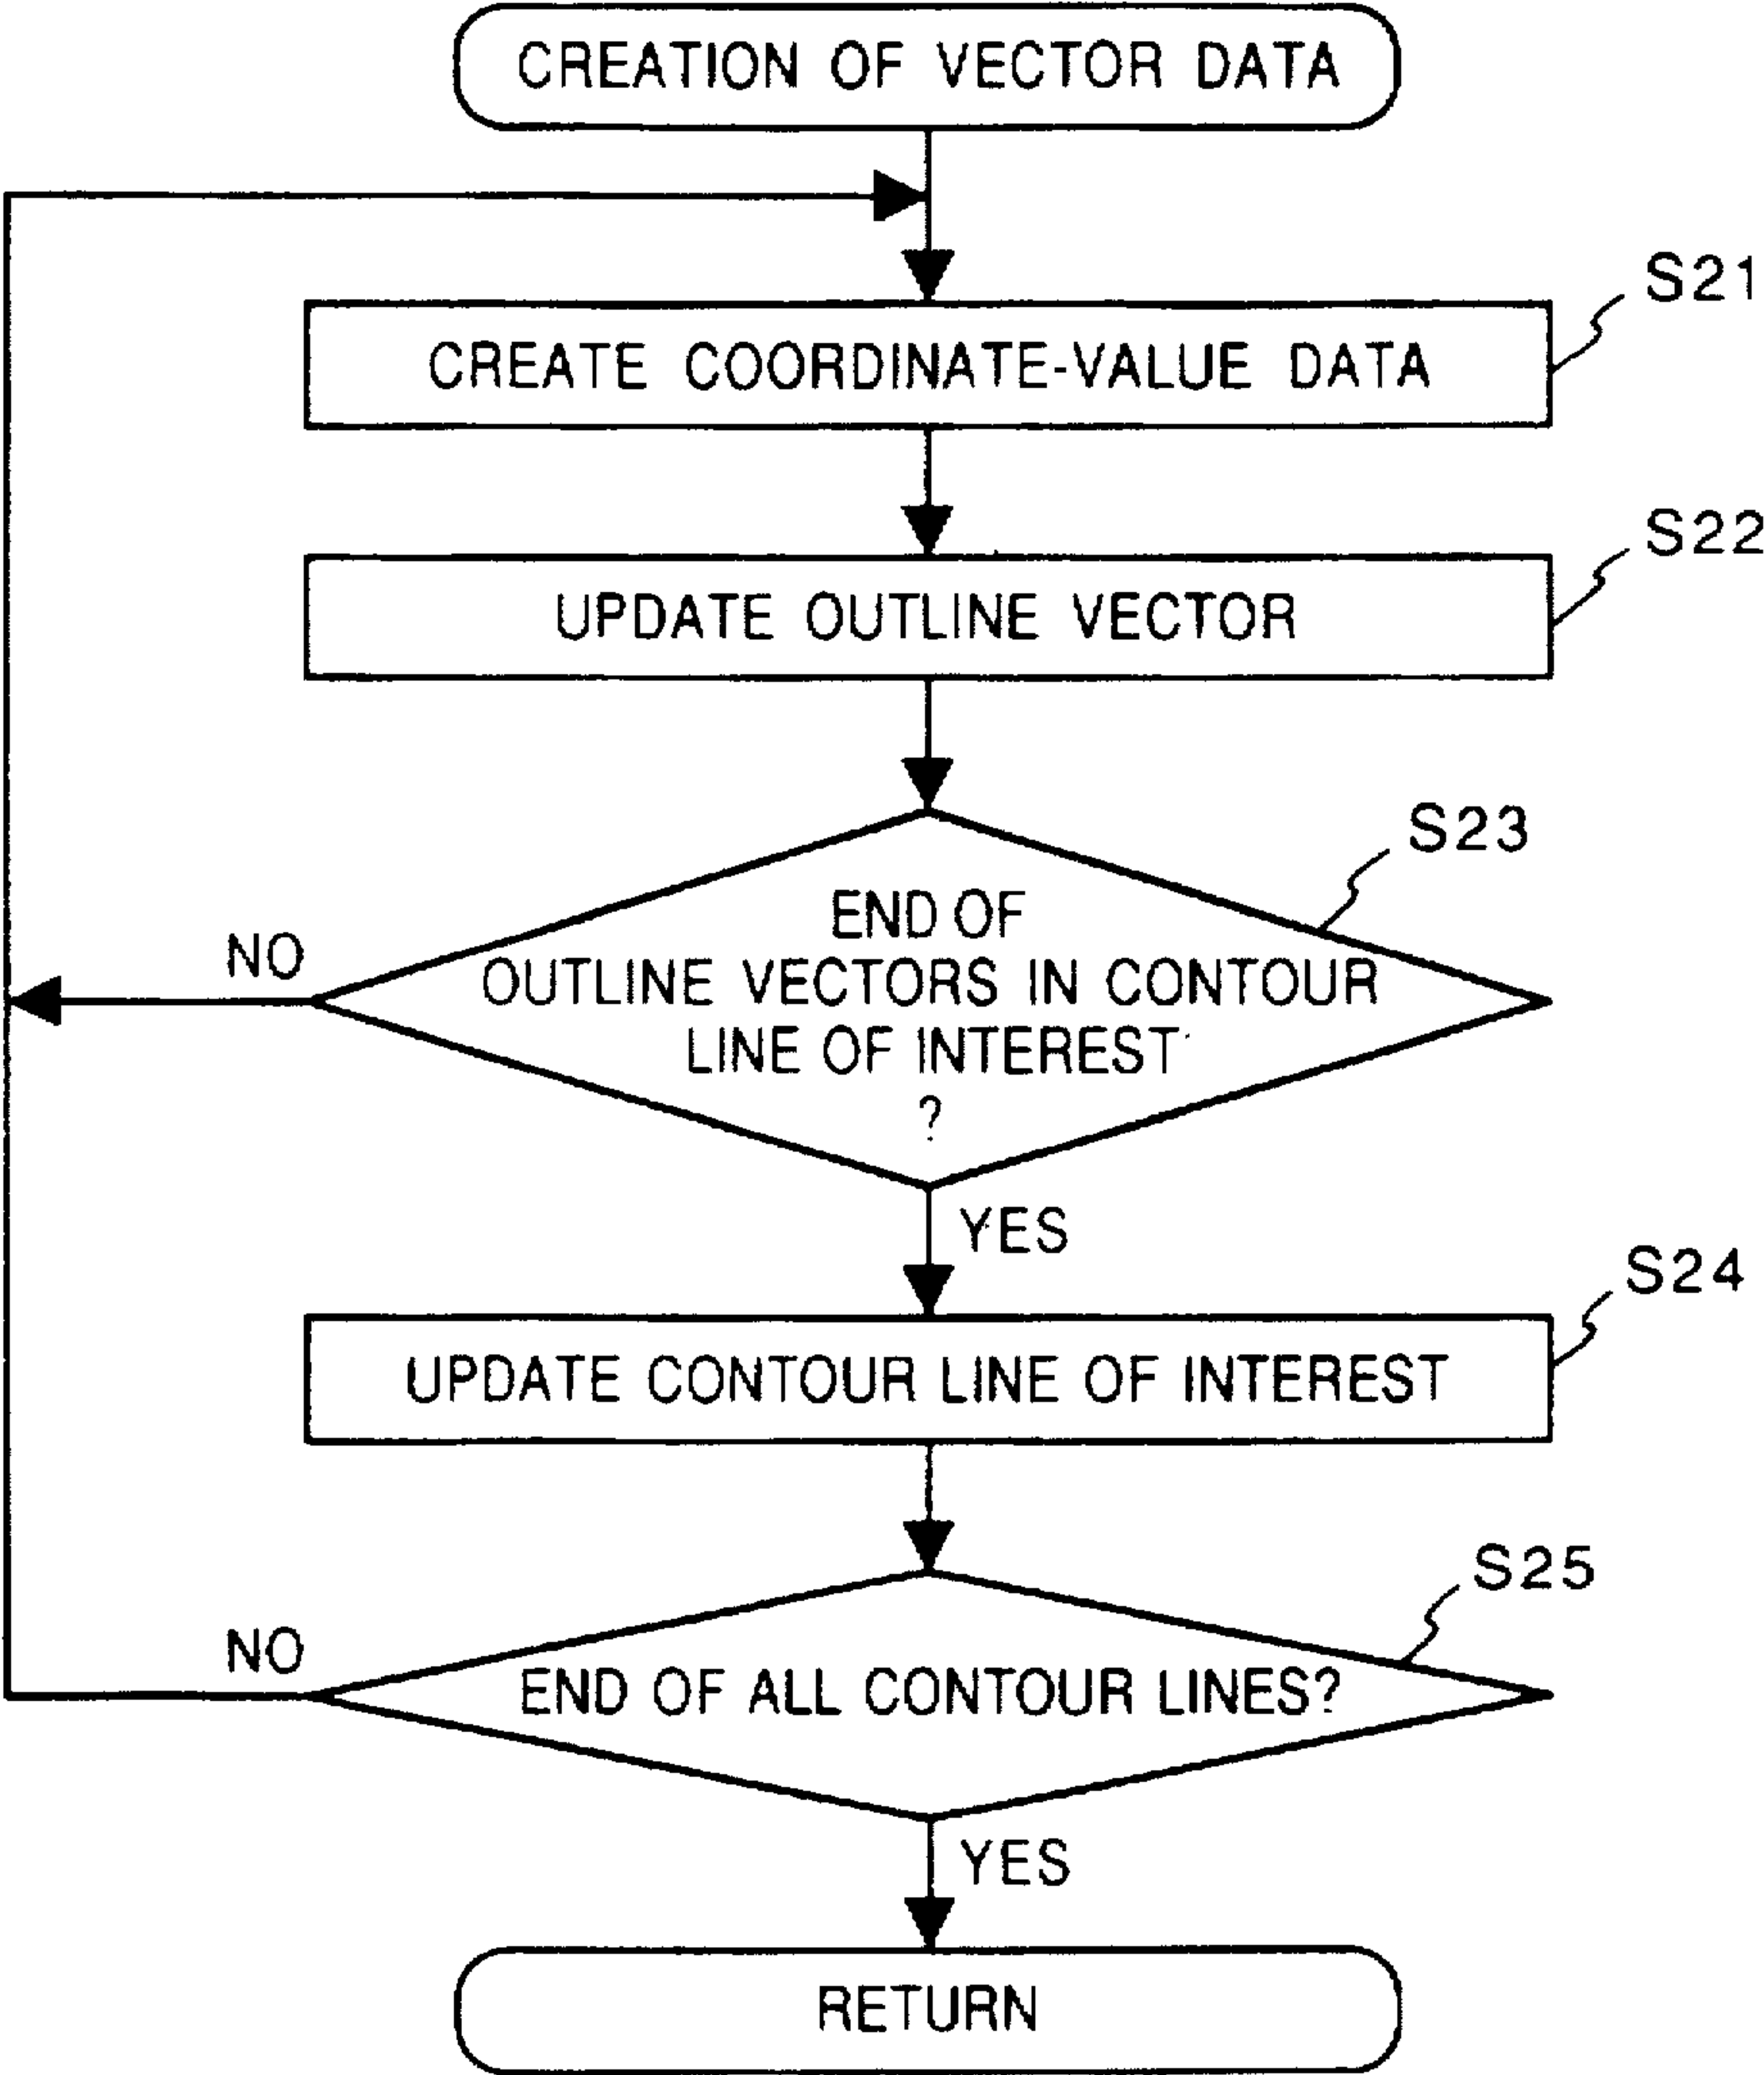 CREATION OF VECTOR DATA
S21
CREATE COORDINATE-VALUE DATA
S22
UPDATE OUTLINE VECTOR
S23
END OF
OUTLINE VECTORS IN CONTOUR
LINE OF INTEREST
?
NO
YES
S24
UPDATE CONTOUR LINE OF INTEREST
S25
END OF ALL CONTOUR LINES?
NO
YES
RETURN